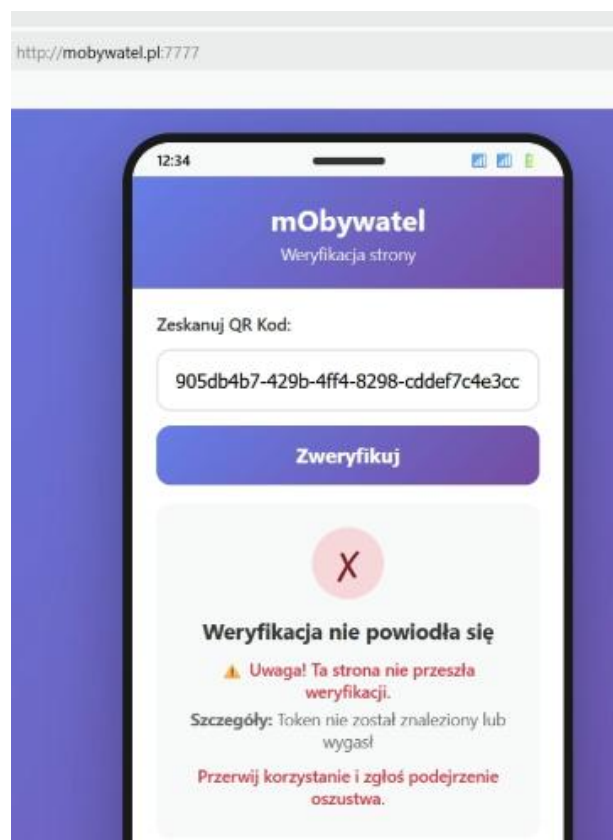 http://mobywatel.pl:7777
12:34
mObywatel
Weryfikacja strony
Zeskanuj QR Kod:
905db4b7-429b-4ff4-8298-cddef7c4e3cc
Zweryfikuj
Weryfikacja nie powiodła się
Uwaga! Ta strona nie przeszła
weryfikacji.
Szczegóły: Token nie został znaleziony lub
wygasł
Przerwij korzystanie i zgłoś podejrzenie
oszustwa.